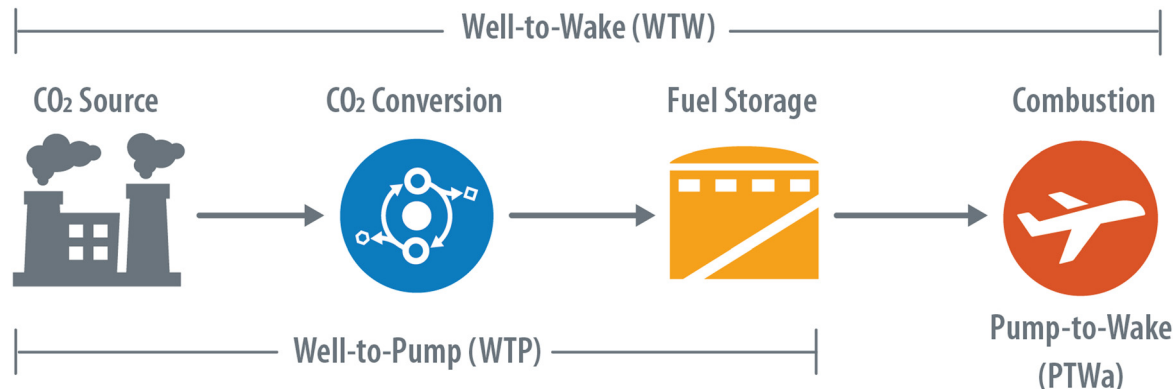 Well-to-Wake (WTW)
CO₂ Source
CO₂ Conversion
Fuel Storage
Combustion
Well-to-Pump (WTP)
Pump-to-Wake
(PTWa)